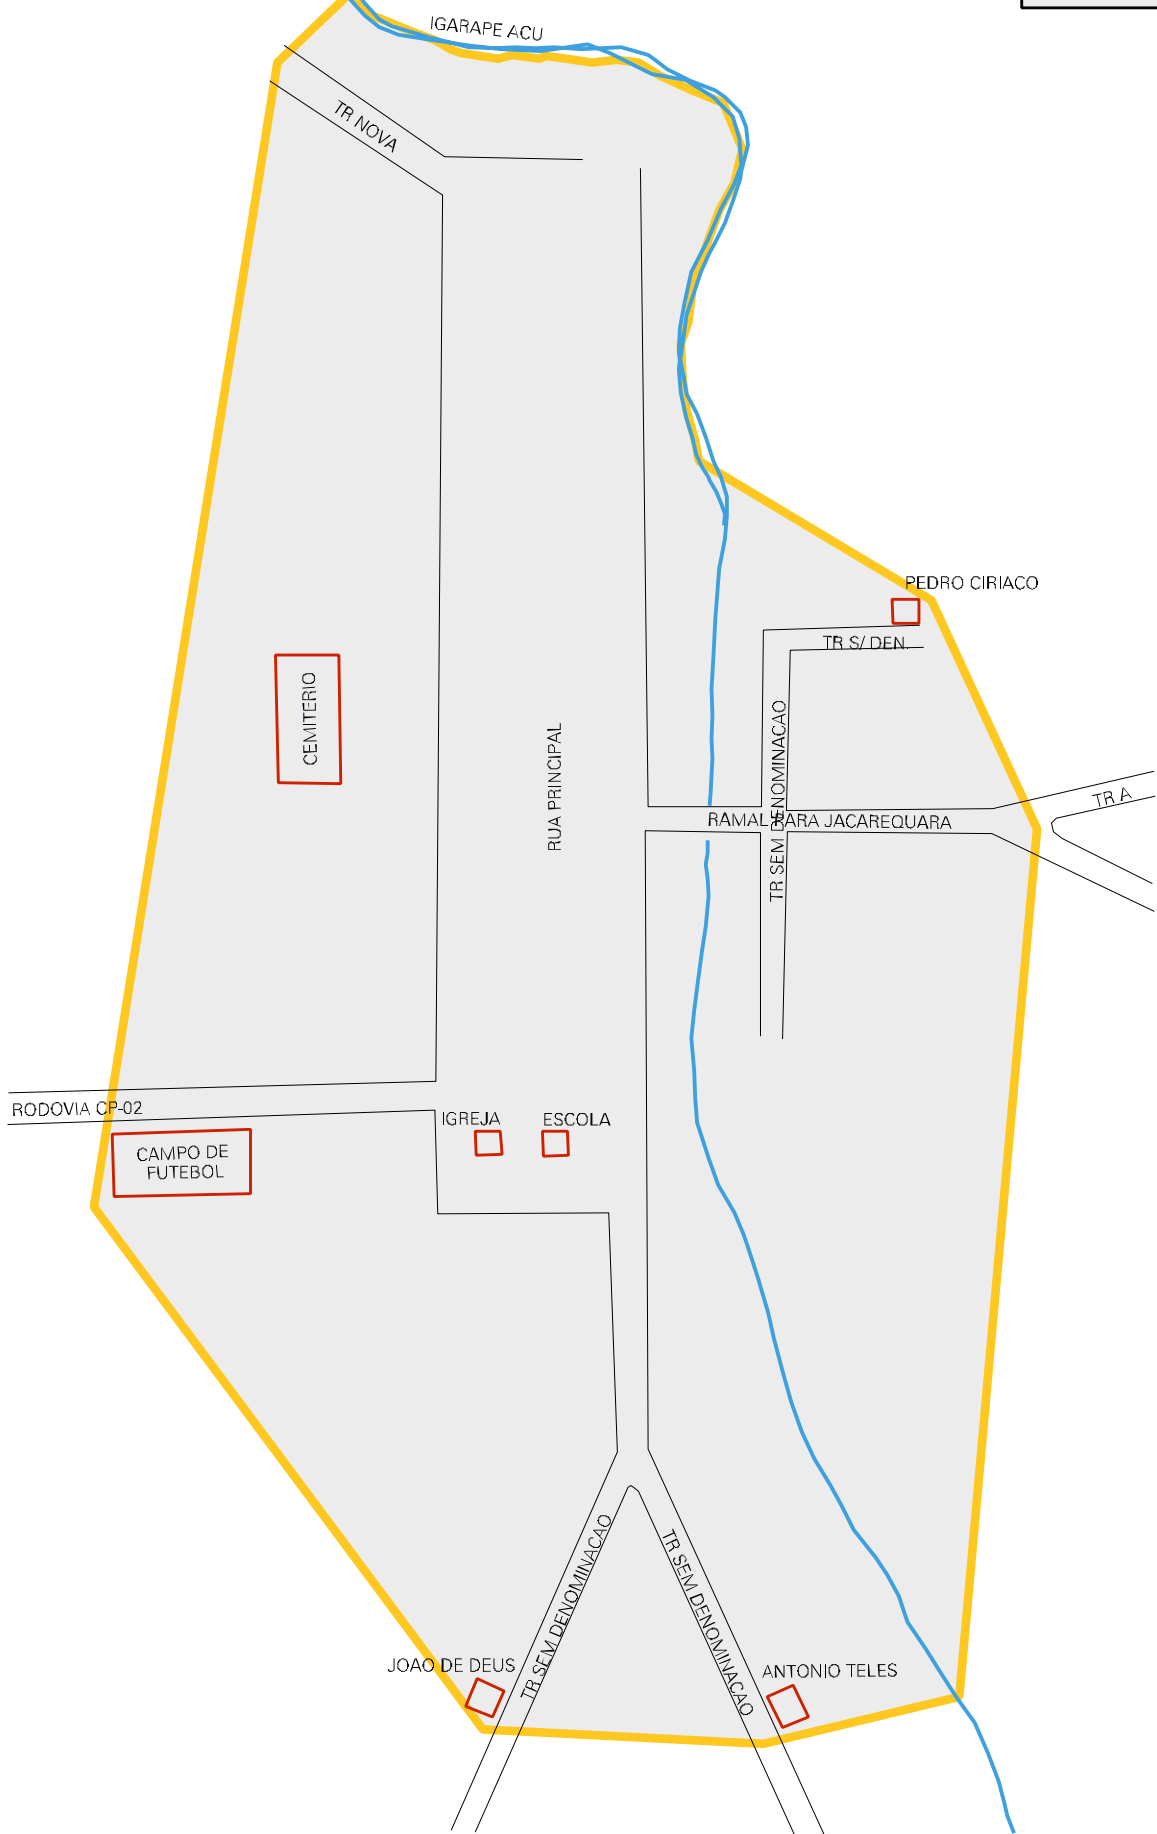 IGARAPE ACU
TR NOVA
PEDRO CIRIACO
TR S/ DEN.
CEMITERIO
RUA PRINCIPAL
TR SEM DENOMINACAO
TR A
RAMAL PARA JACAREQUARA
RODOVIA CP-02
IGREJA
ESCOLA
CAMPO DE
FUTEBOL
TR SEM DENOMINACAO
TR SEM DENOMINACAO
JOAO DE DEUS
ANTONIO TELES